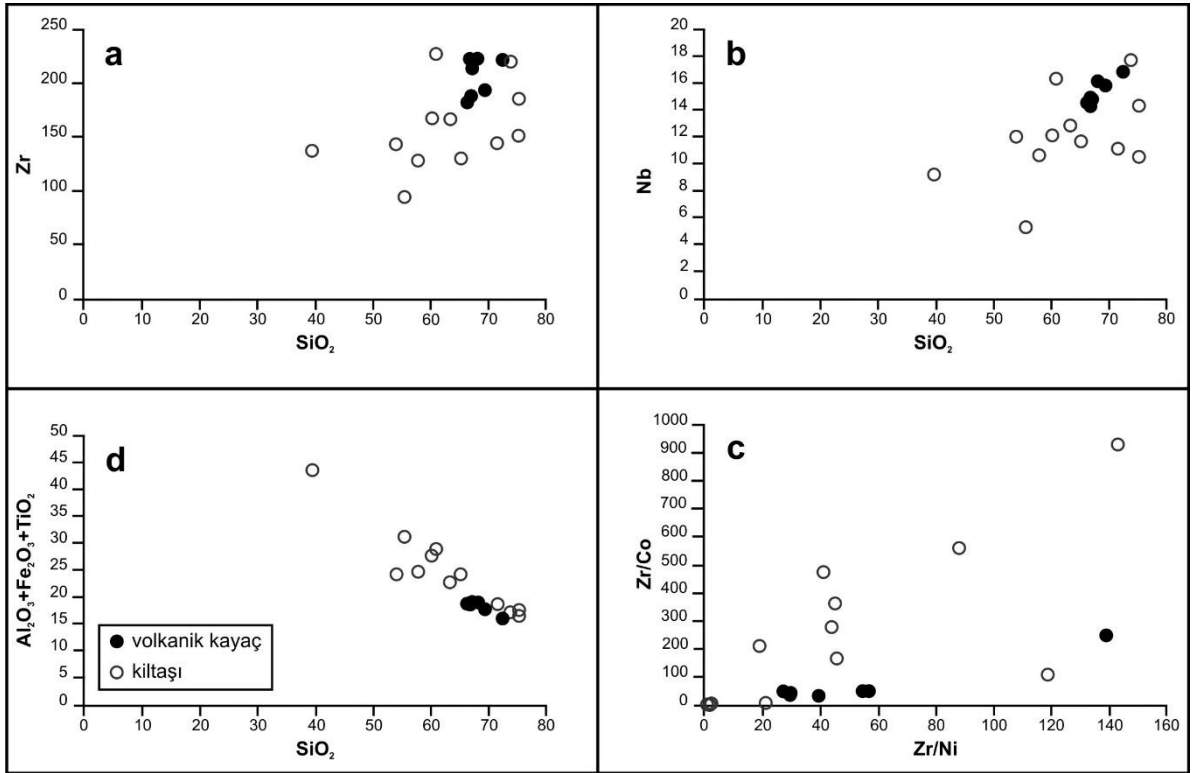 a
250
200
150
100
50
0
Zr
0 10 20 30 40 50 60 70 80
SiO₂
b
20
18
16
14
12
10
8
6
4
2
0
Nb
0 10 20 30 40 50 60 70 80
SiO₂
d
50
45
40
35
30
25
20
15
10
5
0
Al₂O₃+Fe₂O₃+TiO₂
volkanik kayaç
kiltaşı
0 10 20 30 40 50 60 70 80
SiO₂
c
1000
900
800
700
600
500
400
300
200
100
0
Zr/Co
0 20 40 60 80 100 120 140 160
Zr/Ni